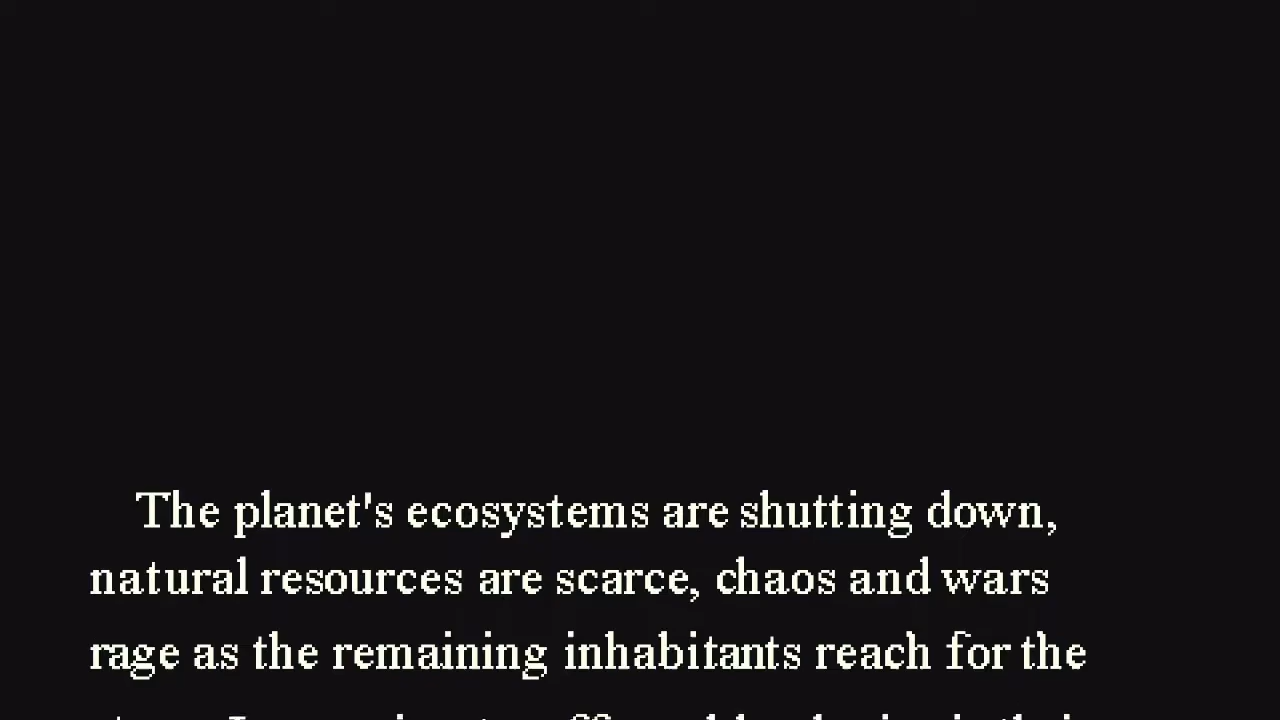 The planet's ecosystems are shutting down,
natural resources are scarce, chaos and wars
rage as the remaining inhabitants reach for the